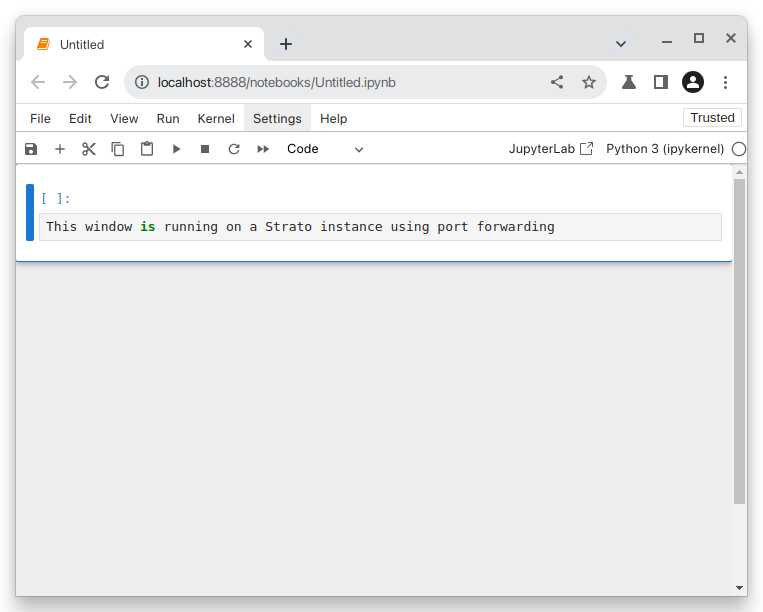 Untitled
localhost:8888/notebooks/Untitled.ipynb
File Edit View Run Kernel Settings Help Trusted
Code JupyterLab Python 3 (ipykernel)
[ ]:
This window is running on a Strato instance using port forwarding